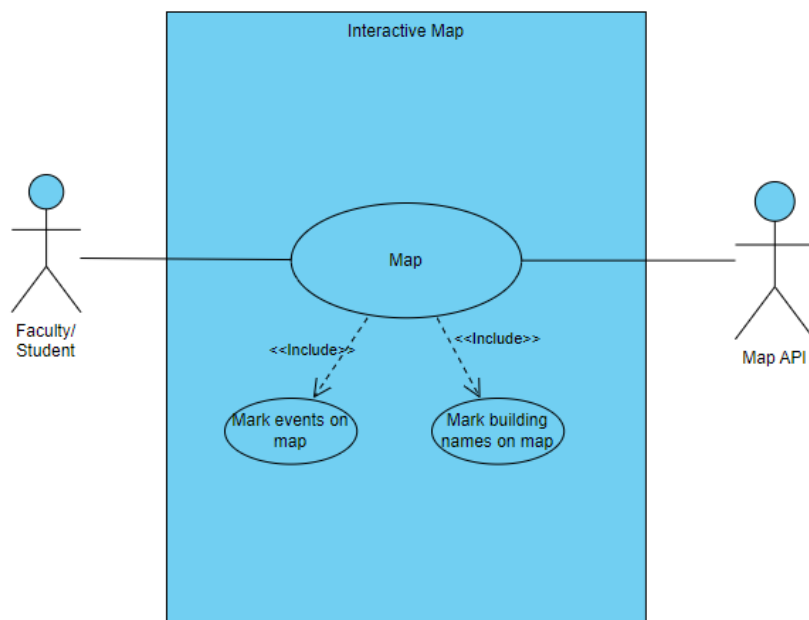 Interactive Map
Map
Faculty/
Student
Map API
<<Include>>
<<Include>>
Mark events on
map
Mark building
names on map